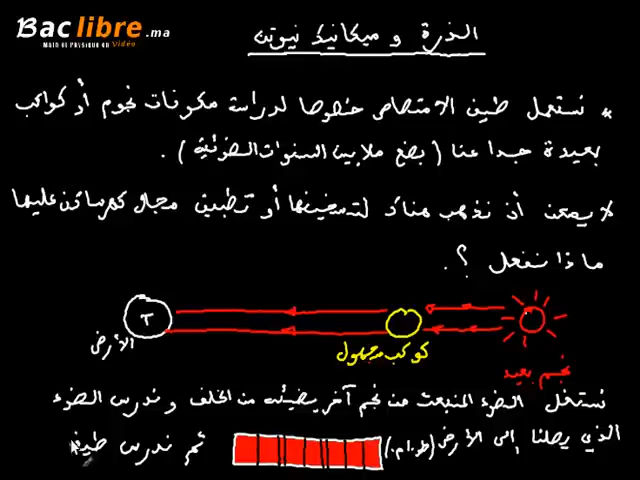 Bac libre .ma
Math et Physique en Vidéo
الذرة و ميكانيك نيوتن
* نستعمل طيف الامتصاص خصوصا لدراسة مكونات نجوم أو كواكب
بعيدة جدا عنا ( بضع ملايين السنوات الضوئية ) .
لا يمكن أن نذهب هناك لتسخينها أو تطبيق مجال كهرساكن عليها
ماذا نفعل ؟ .
T
الأرض
كوكب مجهول
نجم بعيد
نستغل الضوء المنبعث من نجم آخر يضيئه من الخلف و ندرس الضوء
الذي يصلنا إلى الأرض (ط.ا.م.)
ثم ندرس طيف